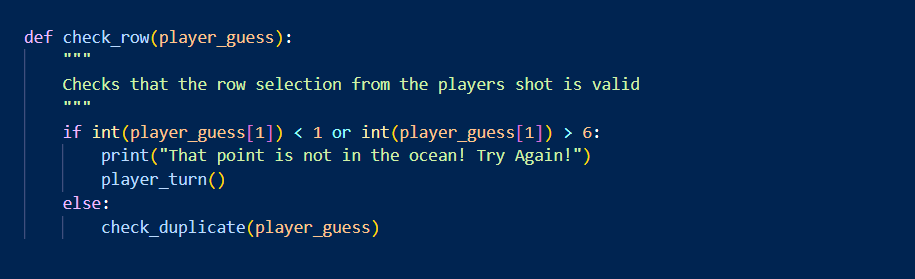 def check_row(player_guess):
"""
Checks that the row selection from the players shot is valid
"""
if int(player_guess[1]) < 1 or int(player_guess[1]) > 6:
print("That point is not in the ocean! Try Again!")
player_turn()
else:
check_duplicate(player_guess)